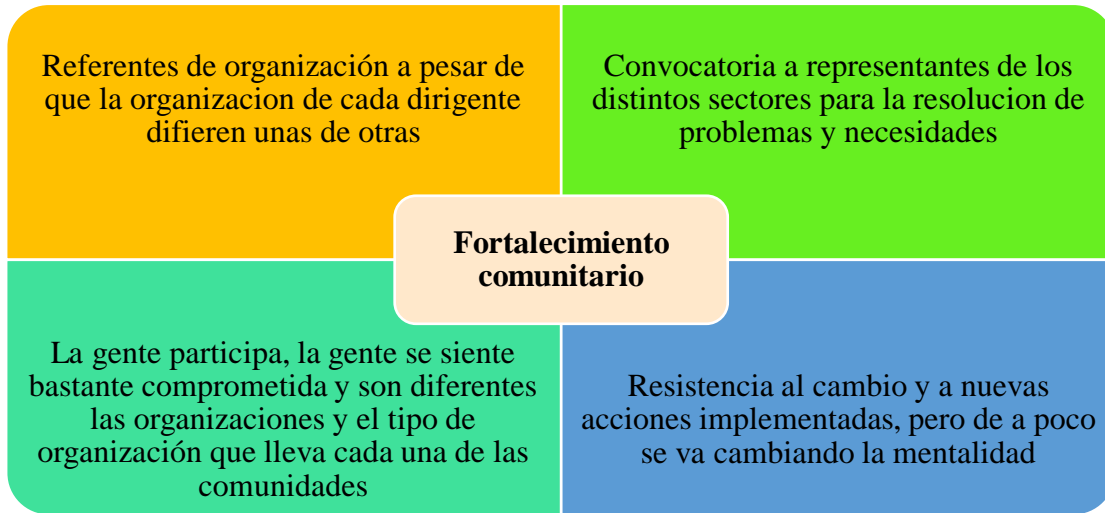 Referentes de organización a pesar de
que la organizacion de cada dirigente
difieren unas de otras
Convocatoria a representantes de los
distintos sectores para la resolucion de
problemas y necesidades
Fortalecimiento
comunitario
La gente participa, la gente se siente
bastante comprometida y son diferentes
las organizaciones y el tipo de
organización que lleva cada una de las
comunidades
Resistencia al cambio y a nuevas
acciones implementadas, pero de a poco
se va cambiando la mentalidad